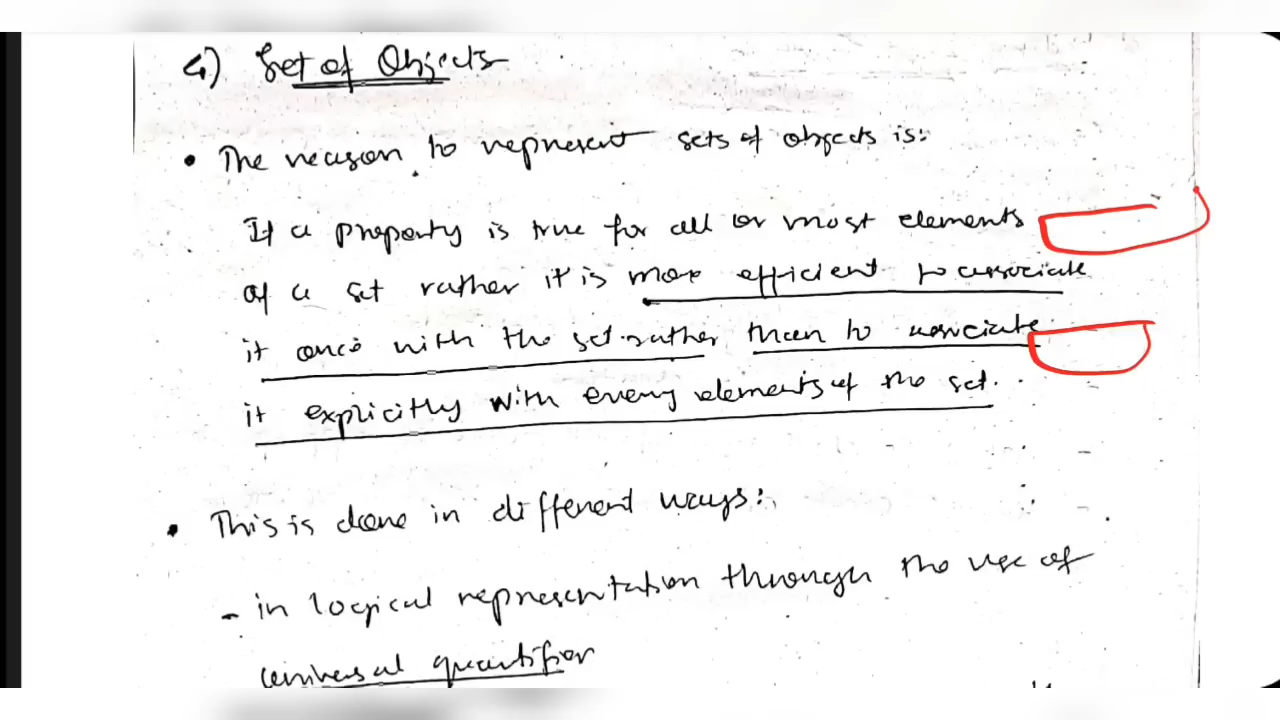 4) Set of Objects
• The reason to represent sets of objects is:
If a property is true for all or most elements
of a set rather it is more efficient to associate
it once with the set rather than to associate
it explicitly with every elements of the set.
• This is done in different ways:
- in logical representation through the use of
universal quantifier